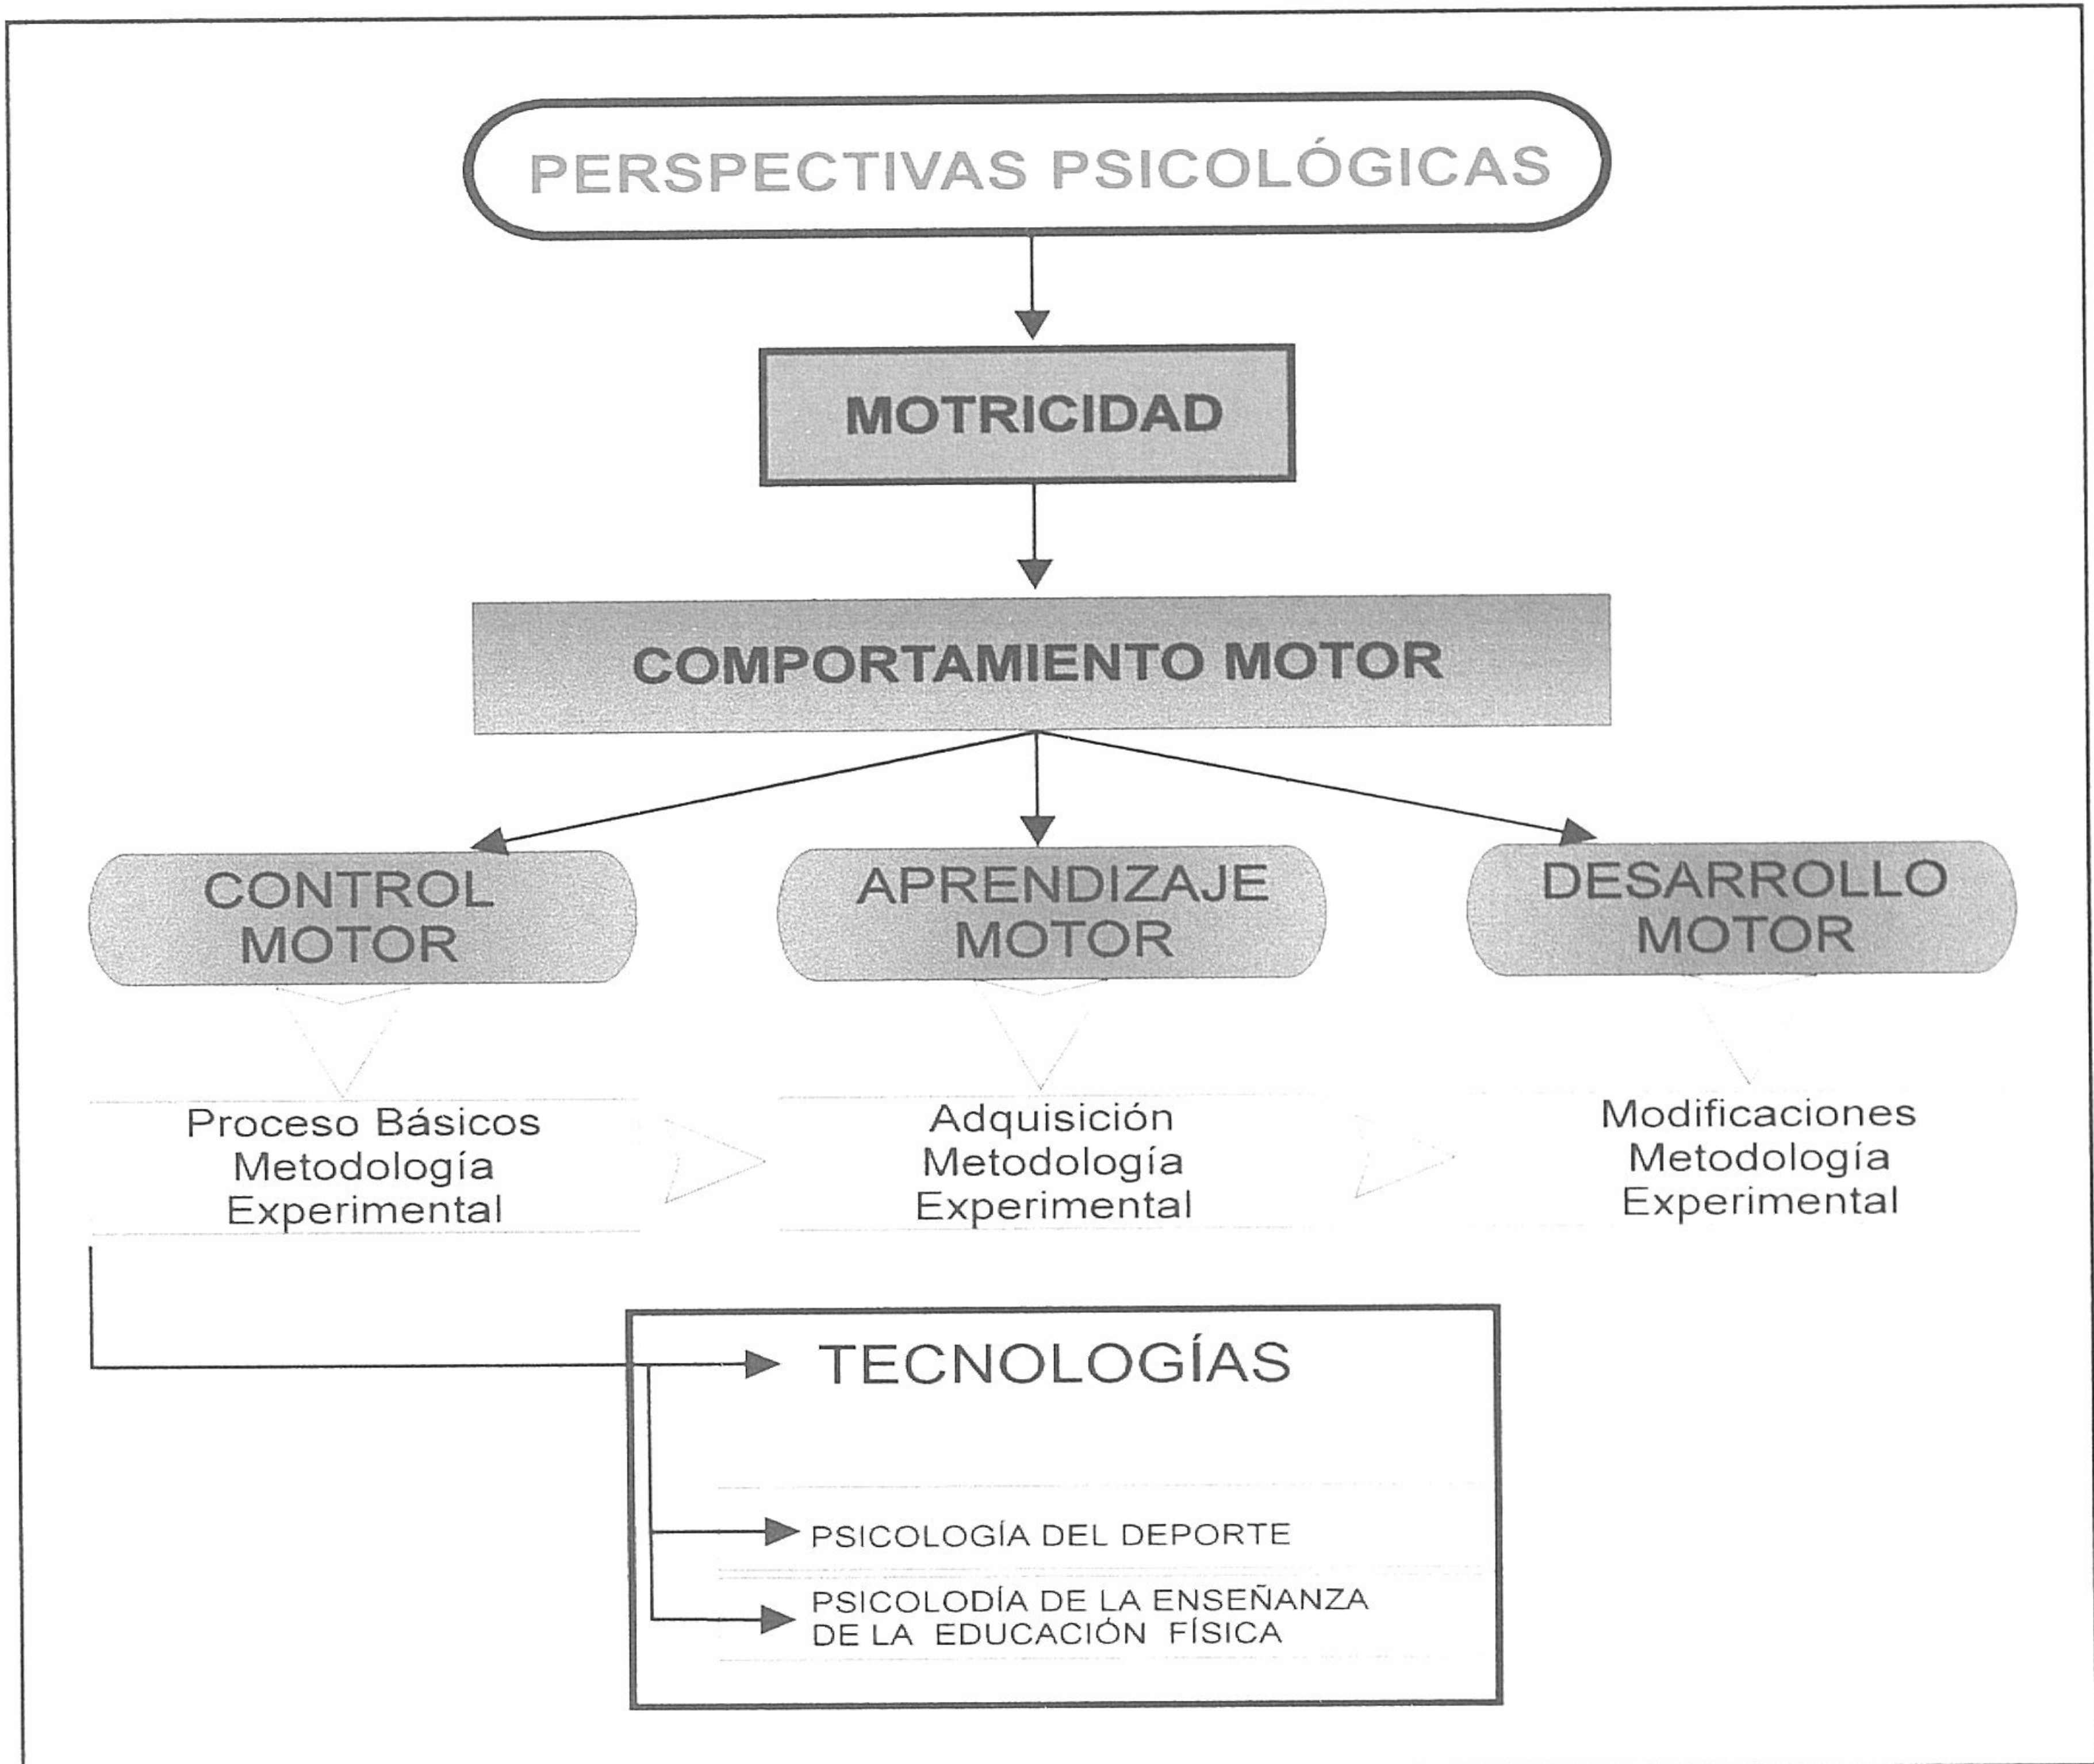 PERSPECTIVAS PSICOLÓGICAS
MOTRICIDAD
COMPORTAMIENTO MOTOR
CONTROL
MOTOR
APRENDIZAJE
MOTOR
DESARROLLO
MOTOR
Proceso Básicos
Metodología
Experimental
Adquisición
Metodología
Experimental
Modificaciones
Metodología
Experimental
TECNOLOGÍAS
PSICOLOGÍA DEL DEPORTE
PSICOLODÍA DE LA ENSEÑANZA
DE LA EDUCACIÓN FÍSICA